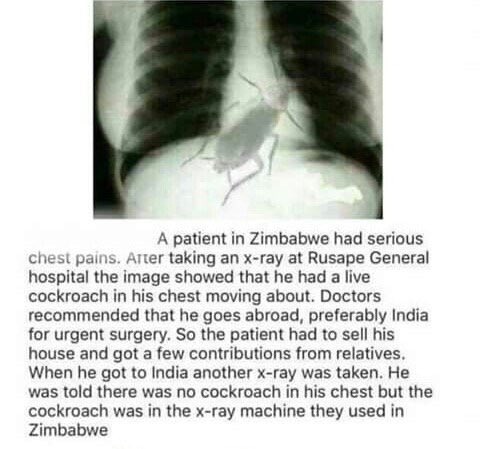 A patient in Zimbabwe had serious
chest pains. Arter taking an x-ray at Rusape General
hospital the image showed that he had a live
cockroach in his chest moving about. Doctors
recommended that he goes abroad, preferably India
for urgent surgery. So the patient had to sell his
house and got a few contributions from relatives.
When he got to India another x-ray was taken. He
was told there was no cockroach in his chest but the
cockroach was in the x-ray machine they used in
Zimbabwe